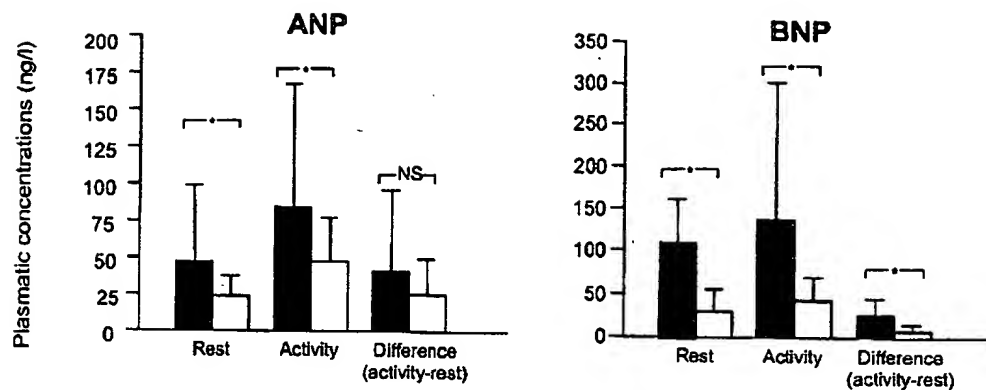 ANP
Plasmatic concentrations (ng/l)
200
175
150
125
100
75
50
25
0
*
*
NS
Rest
Activity
Difference
(activity-rest)
BNP
350
300
250
200
150
100
50
0
*
*
*
Rest
Activity
Difference
(activity-rest)